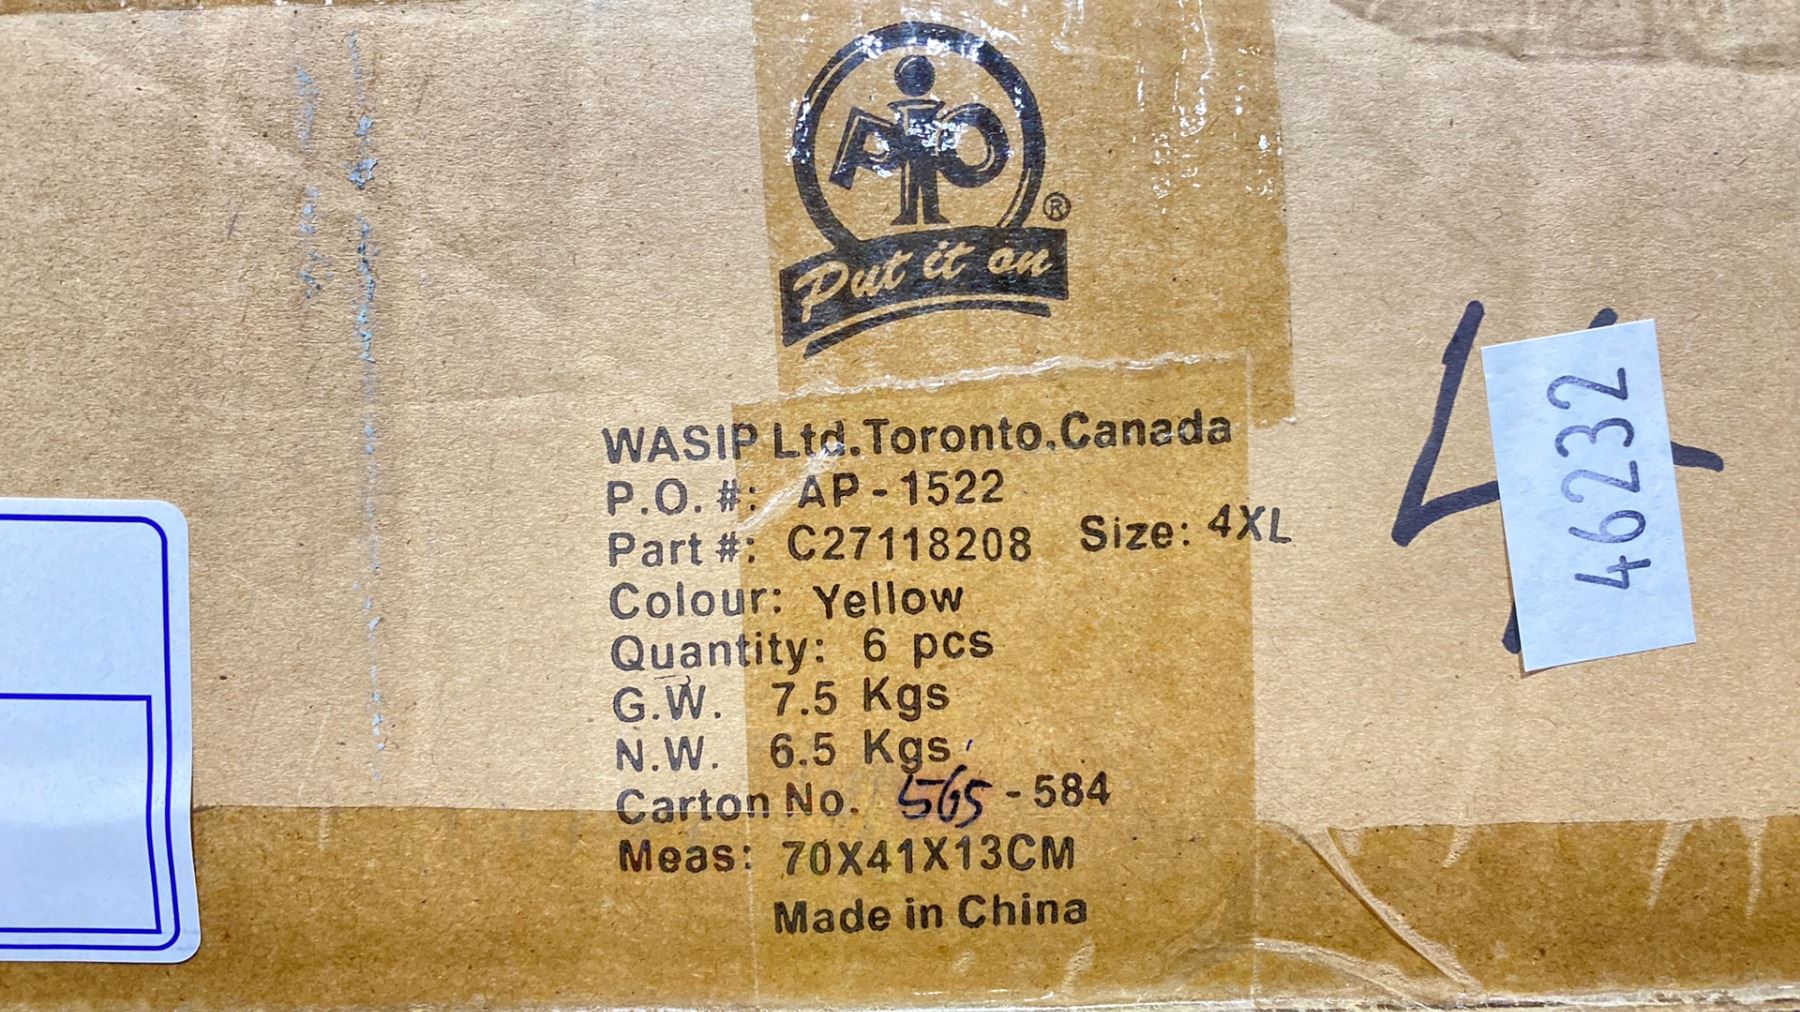 APIO
®
Put it on
WASIP Ltd.Toronto.Canada
P.O. #: AP-1522
Part #: C27118208 Size: 4XL
Colour: Yellow
Quantity: 6 pcs
G.W. 7.5 Kgs
N.W. 6.5 Kgs
Carton No. 565 - 584
Meas: 70X41X13CM
Made in China
4
46232